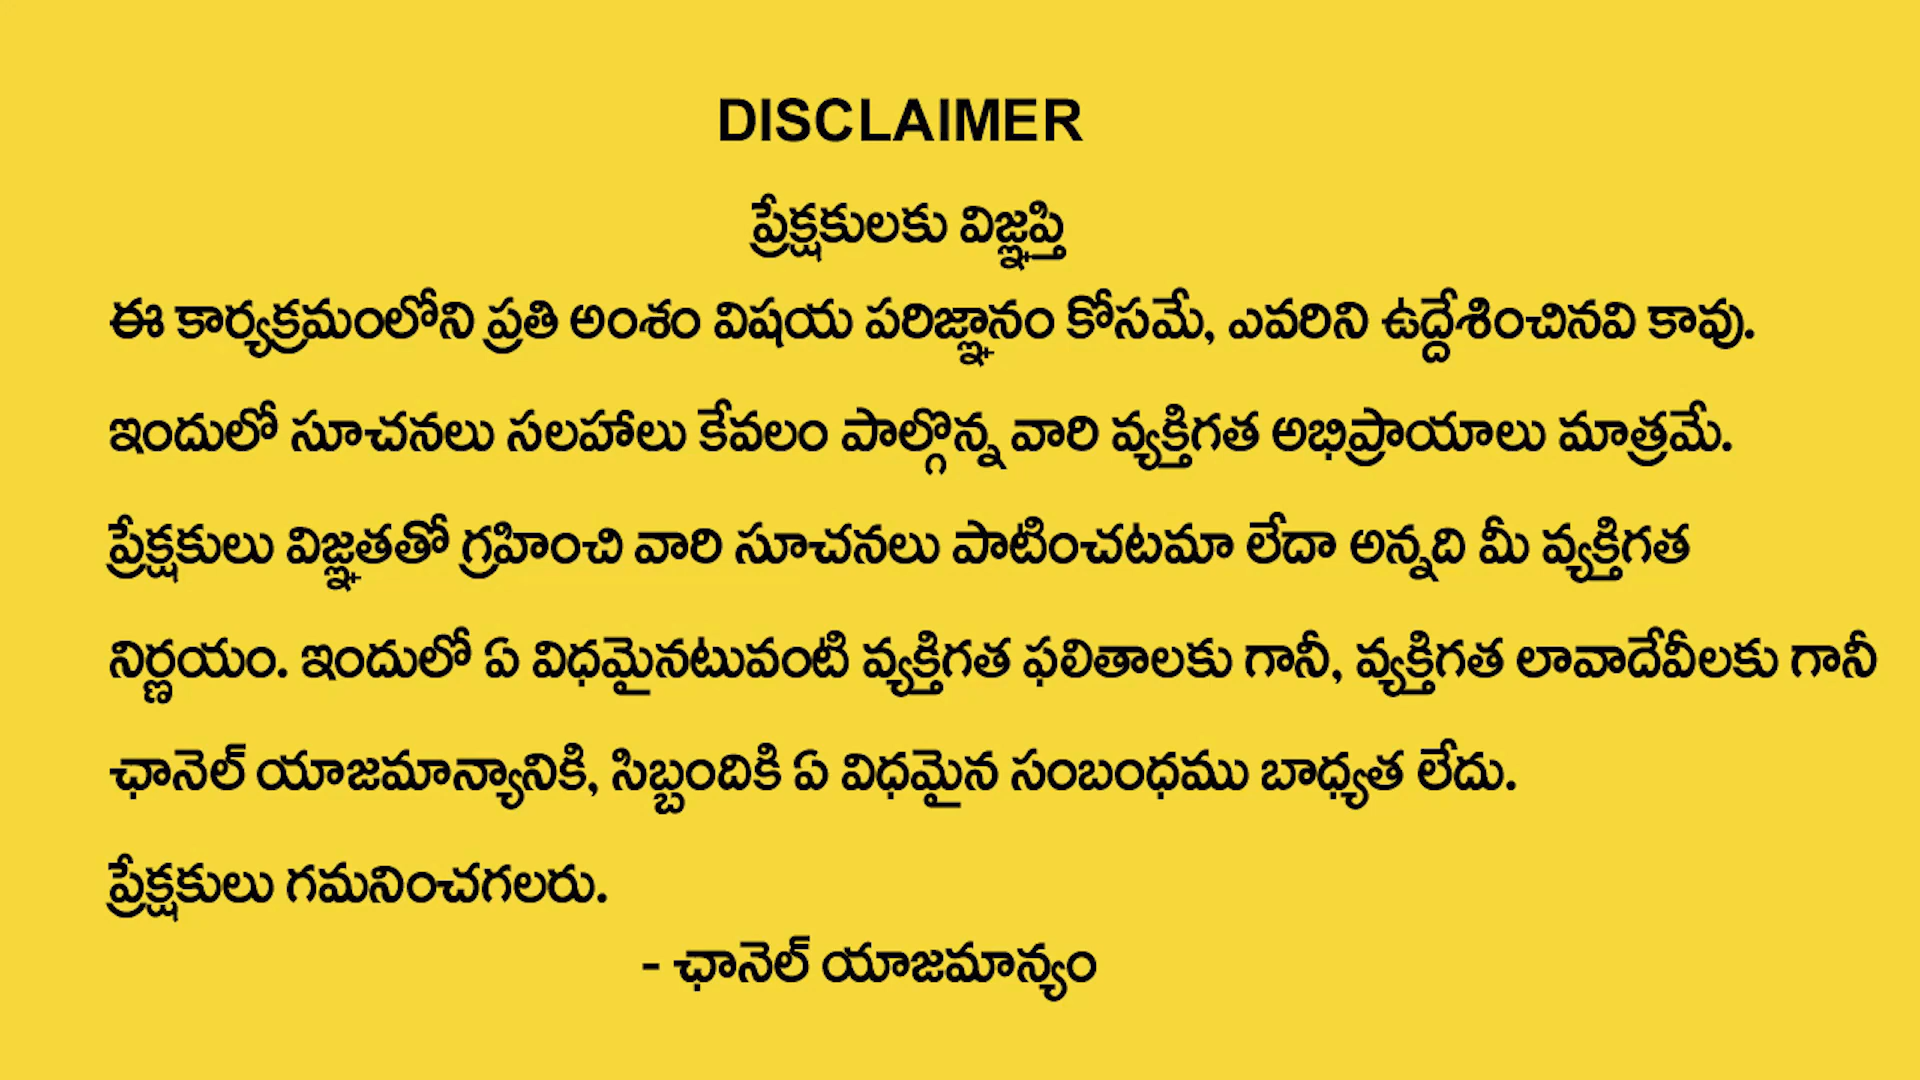 DISCLAIMER
ప్రేక్షకులకు విజ్ఞప్తి
ఈ కార్యక్రమంలోని ప్రతి అంశం విషయ పరిజ్ఞానం కోసమే, ఎవరిని ఉద్దేశించినవి కావు.
ఇందులో సూచనలు సలహాలు కేవలం పాల్గొన్న వారి వ్యక్తిగత అభిప్రాయాలు మాత్రమే.
ప్రేక్షకులు విజ్ఞతతో గ్రహించి వారి సూచనలు పాటించటమా లేదా అన్నది మీ వ్యక్తిగత
నిర్ణయం. ఇందులో ఏ విధమైనటువంటి వ్యక్తిగత ఫలితాలకు గానీ, వ్యక్తిగత లావాదేవీలకు గానీ
ఛానెల్ యాజమాన్యానికి, సిబ్బందికి ఏ విధమైన సంబంధము బాధ్యత లేదు.
ప్రేక్షకులు గమనించగలరు.
- ఛానెల్ యాజమాన్యం